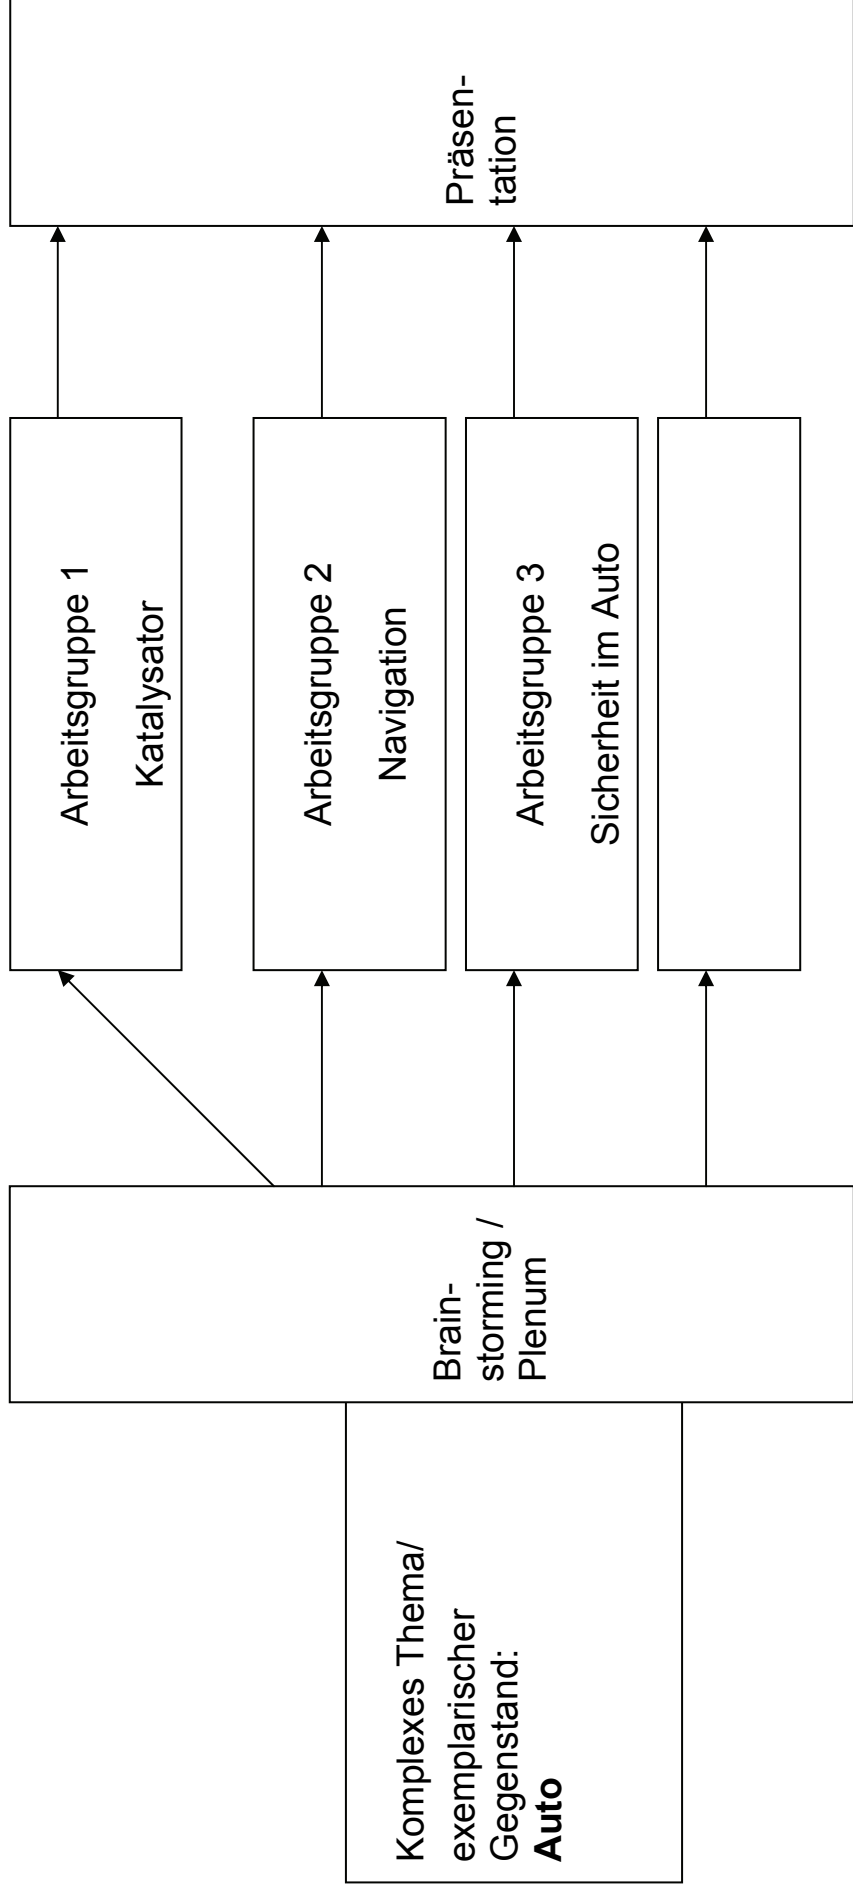 Komplexes Thema/
exemplarischer
Gegenstand:
Auto
Brain-
storming /
Plenum
Arbeitsgruppe 1
Katalysator
Arbeitsgruppe 2
Navigation
Arbeitsgruppe 3
Sicherheit im Auto
Präsen-
tation